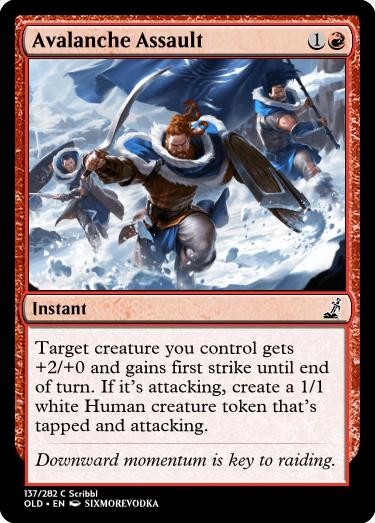 Avalanche Assault 1
Instant
Target creature you control gets
+2/+0 and gains first strike until end
of turn. If it's attacking, create a 1/1
white Human creature token that's
tapped and attacking.
Downward momentum is key to raiding.
137/282 C Scribbl
OLD • EN SIXMOREVODKA